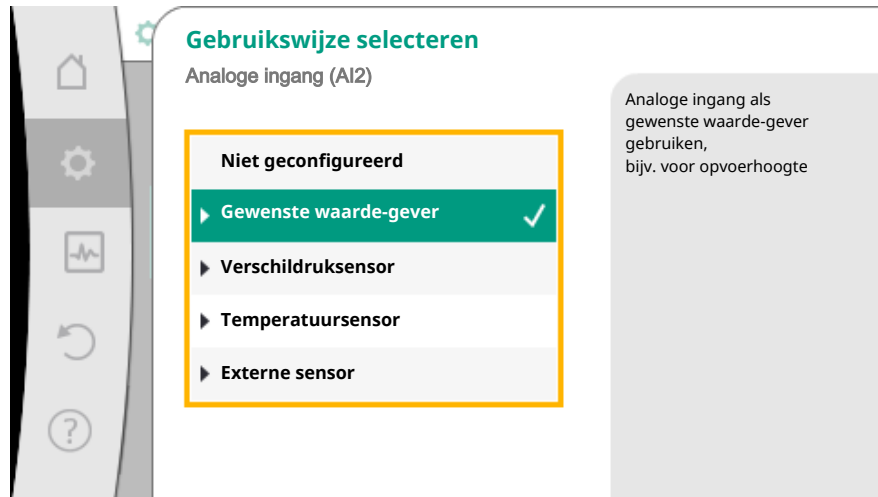 Gebruikswijze selecteren
Analoge ingang (AI2)
Niet geconfigureerd
Gewenste waarde-gever
Verschildruksensor
Temperatuursensor
Externe sensor
Analoge ingang als
gewenste waarde-gever
gebruiken,
bijv. voor opvoerhoogte
?